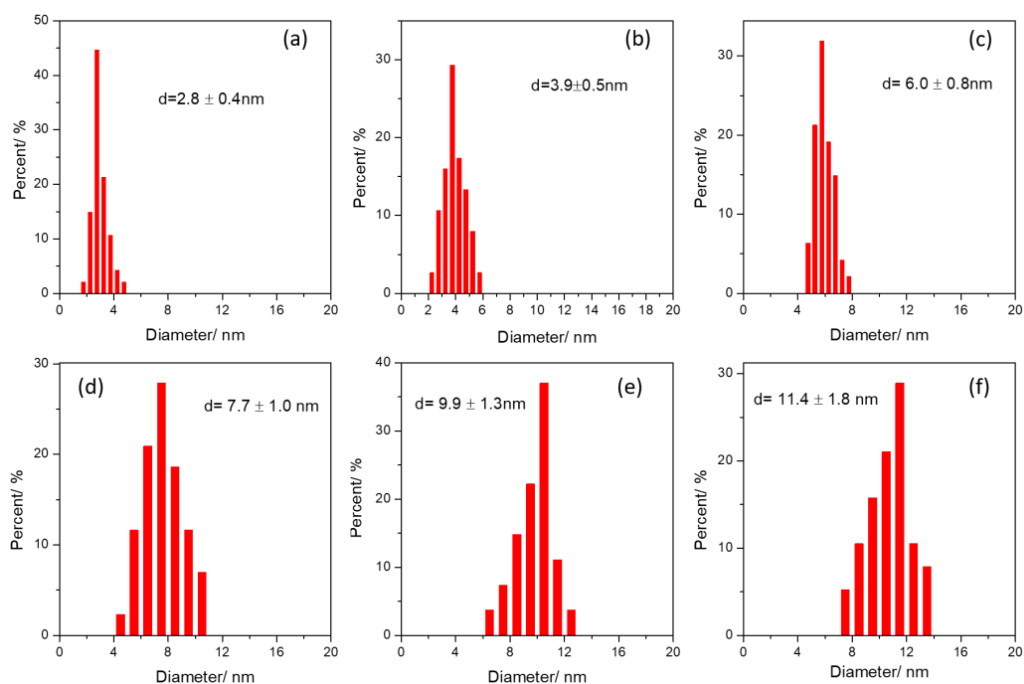 (a)
d=2.8 ± 0.4nm
Percent/ %
50
40
30
20
10
0
0 4 8 12 16 20
Diameter/ nm
(b)
d=3.9±0.5nm
Percent/ %
30
20
10
0
0 2 4 6 8 10 12 14 16 18 20
Diameter/ nm
(c)
d= 6.0 ± 0.8nm
Percent/ %
30
20
10
0
0 4 8 12 16 20
Diameter/ nm
(d)
d= 7.7 ± 1.0 nm
Percent/ %
30
20
10
0
0 4 8 12 16 20
Diameter/ nm
(e)
d= 9.9 ± 1.3nm
Percent/ %
40
30
20
10
0
0 4 8 12 16 20
Diameter/ nm
(f)
d= 11.4 ± 1.8 nm
Percent/ %
30
20
10
0
0 4 8 12 16 20
Diameter/ nm